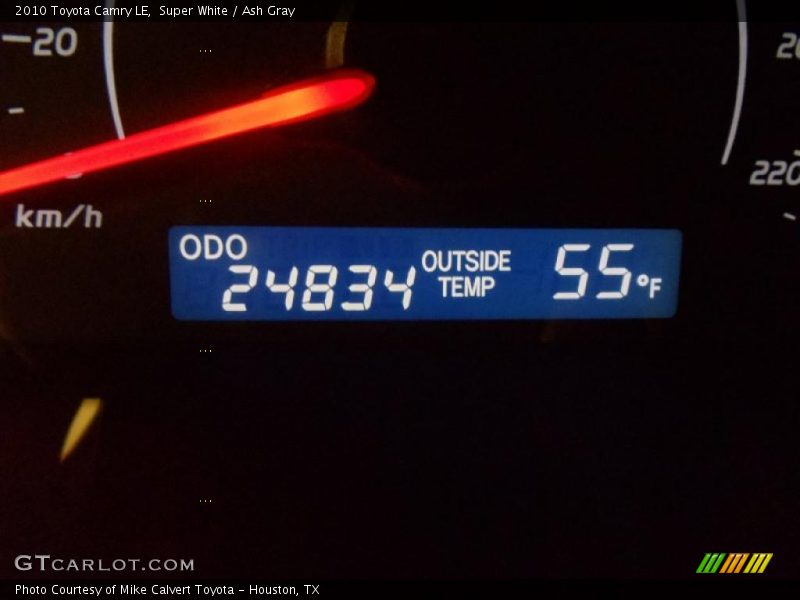 2010 Toyota Camry LE, Super White / Ash Gray
20
km/h
220
ODO
24834
OUTSIDE
TEMP
55°F
GTCARLOT.COM
Photo Courtesy of Mike Calvert Toyota - Houston, TX